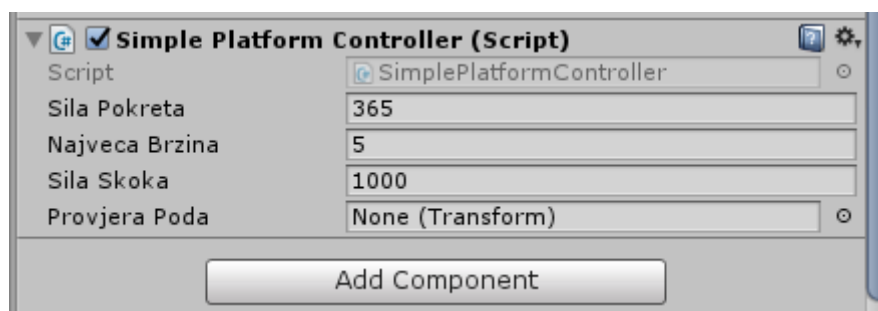 Simple Platform Controller (Script)
Script SimplePlatformController
Sila Pokreta 365
Najveca Brzina 5
Sila Skoka 1000
Provjera Poda None (Transform)
Add Component